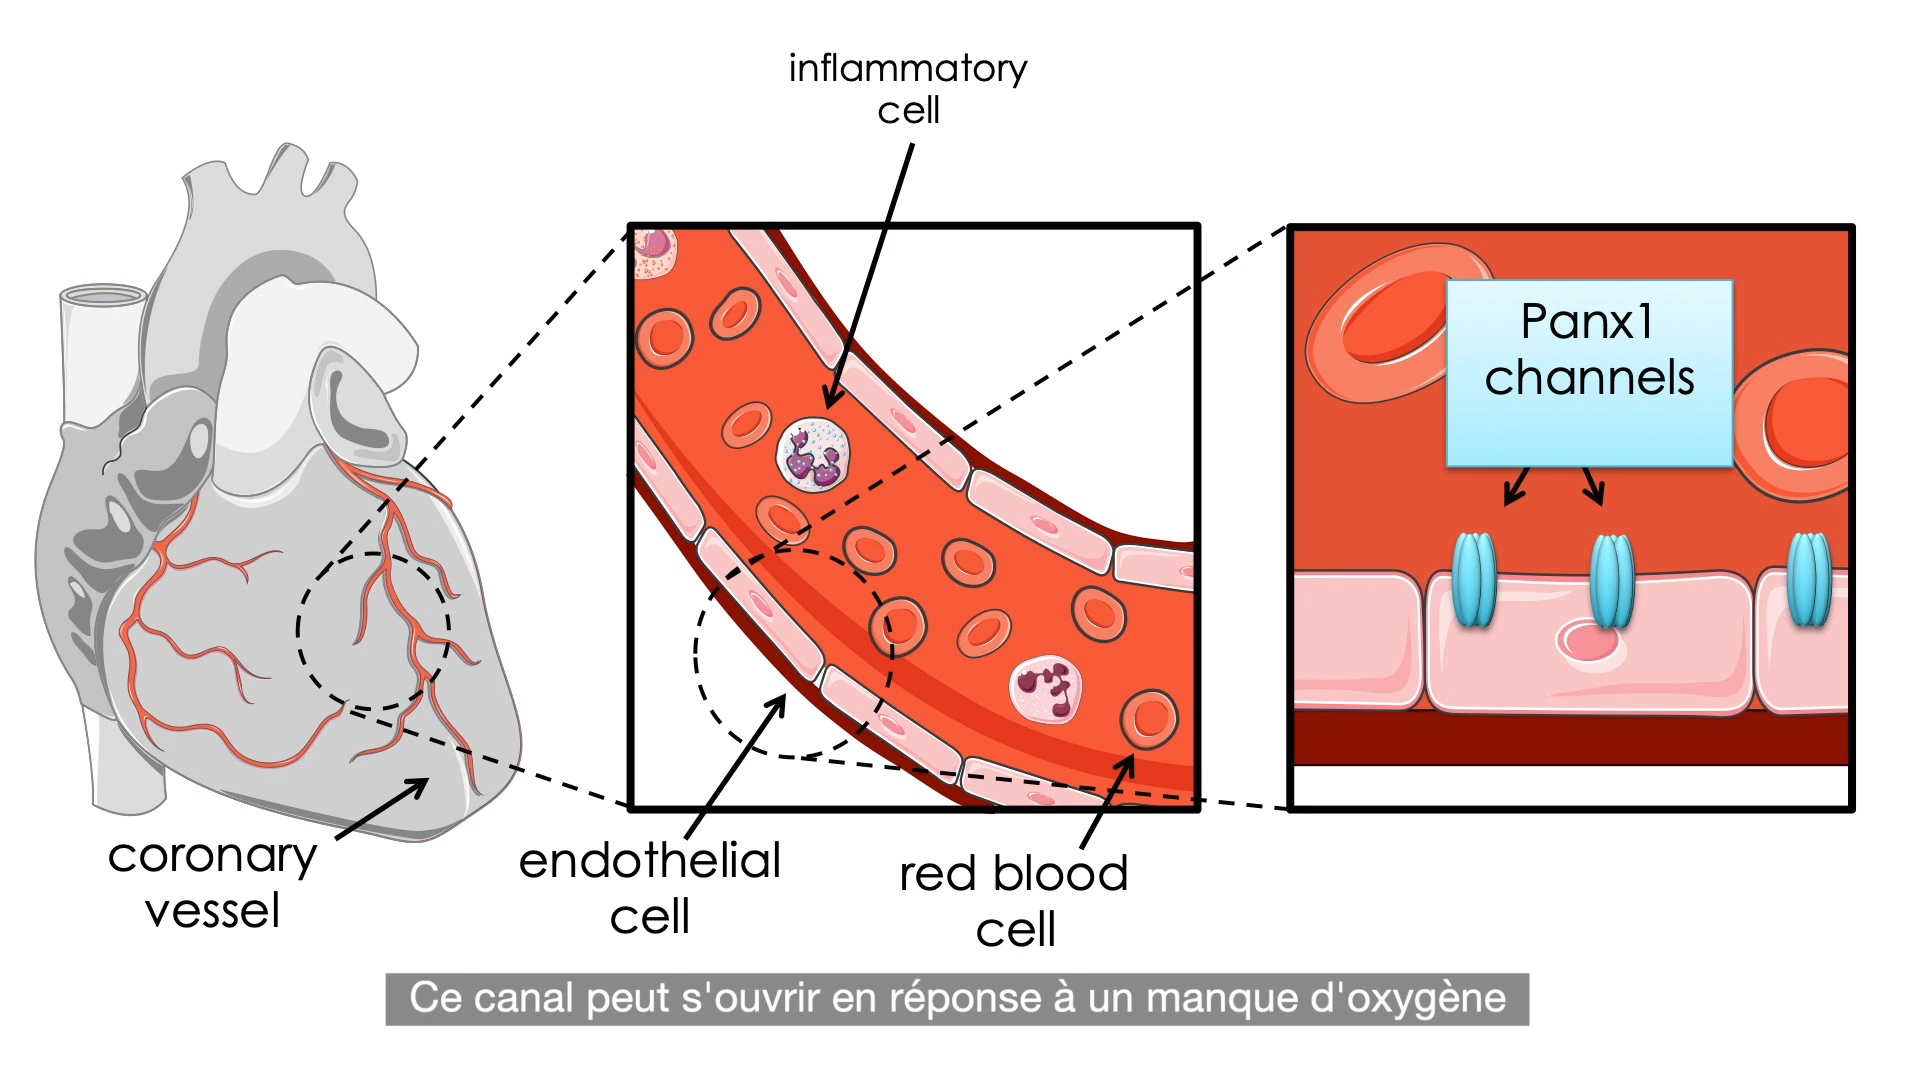 inflammatory
cell
Panx1
channels
coronary
vessel
endothelial
cell
red blood
cell
Ce canal peut s'ouvrir en réponse à un manque d'oxygène